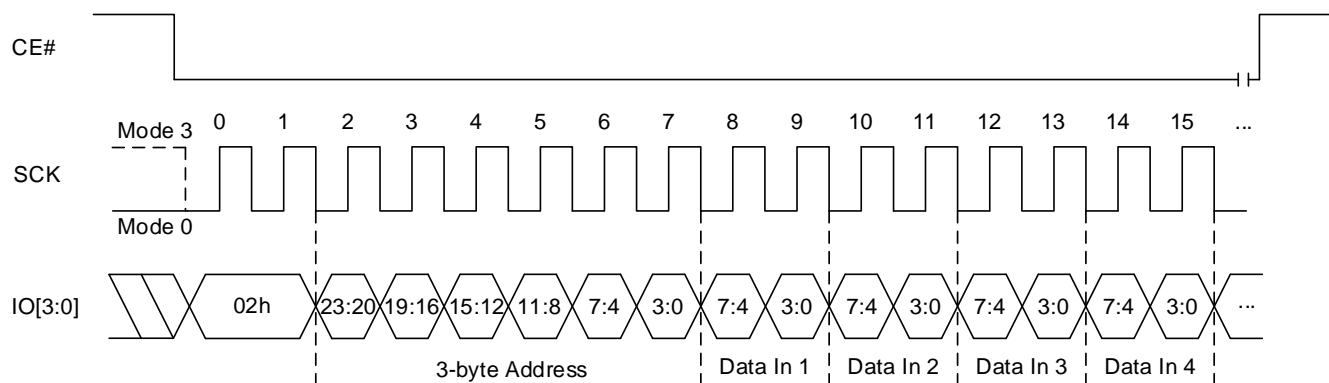 CE#
0 1 2 3 4 5 6 7 8 9 10 11 12 13 14 15 ...
Mode 3
SCK
Mode 0
IO[3:0] 02h 23:20 19:16 15:12 11:8 7:4 3:0 7:4 3:0 7:4 3:0 7:4 3:0 7:4 3:0 ...
3-byte Address Data In 1 Data In 2 Data In 3 Data In 4